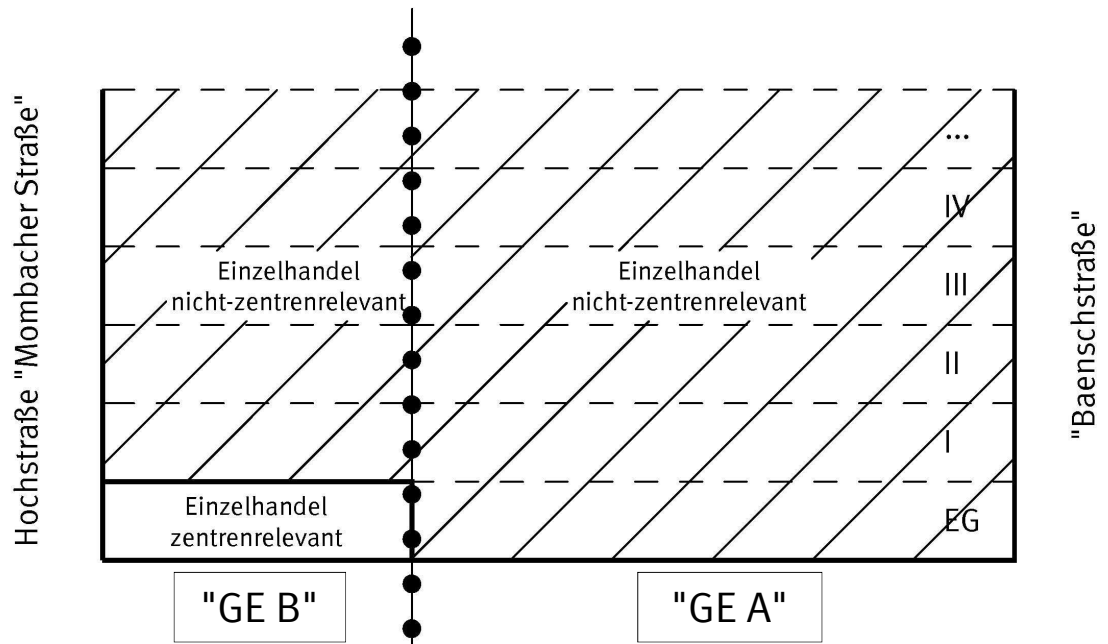 Hochstraße "Mombacher Straße"
...
IV
Einzelhandel
nicht-zentrenrelevant
Einzelhandel
nicht-zentrenrelevant
III
II
I
Einzelhandel
zentrenrelevant
EG
"Baenschstraße"
"GE B"
"GE A"